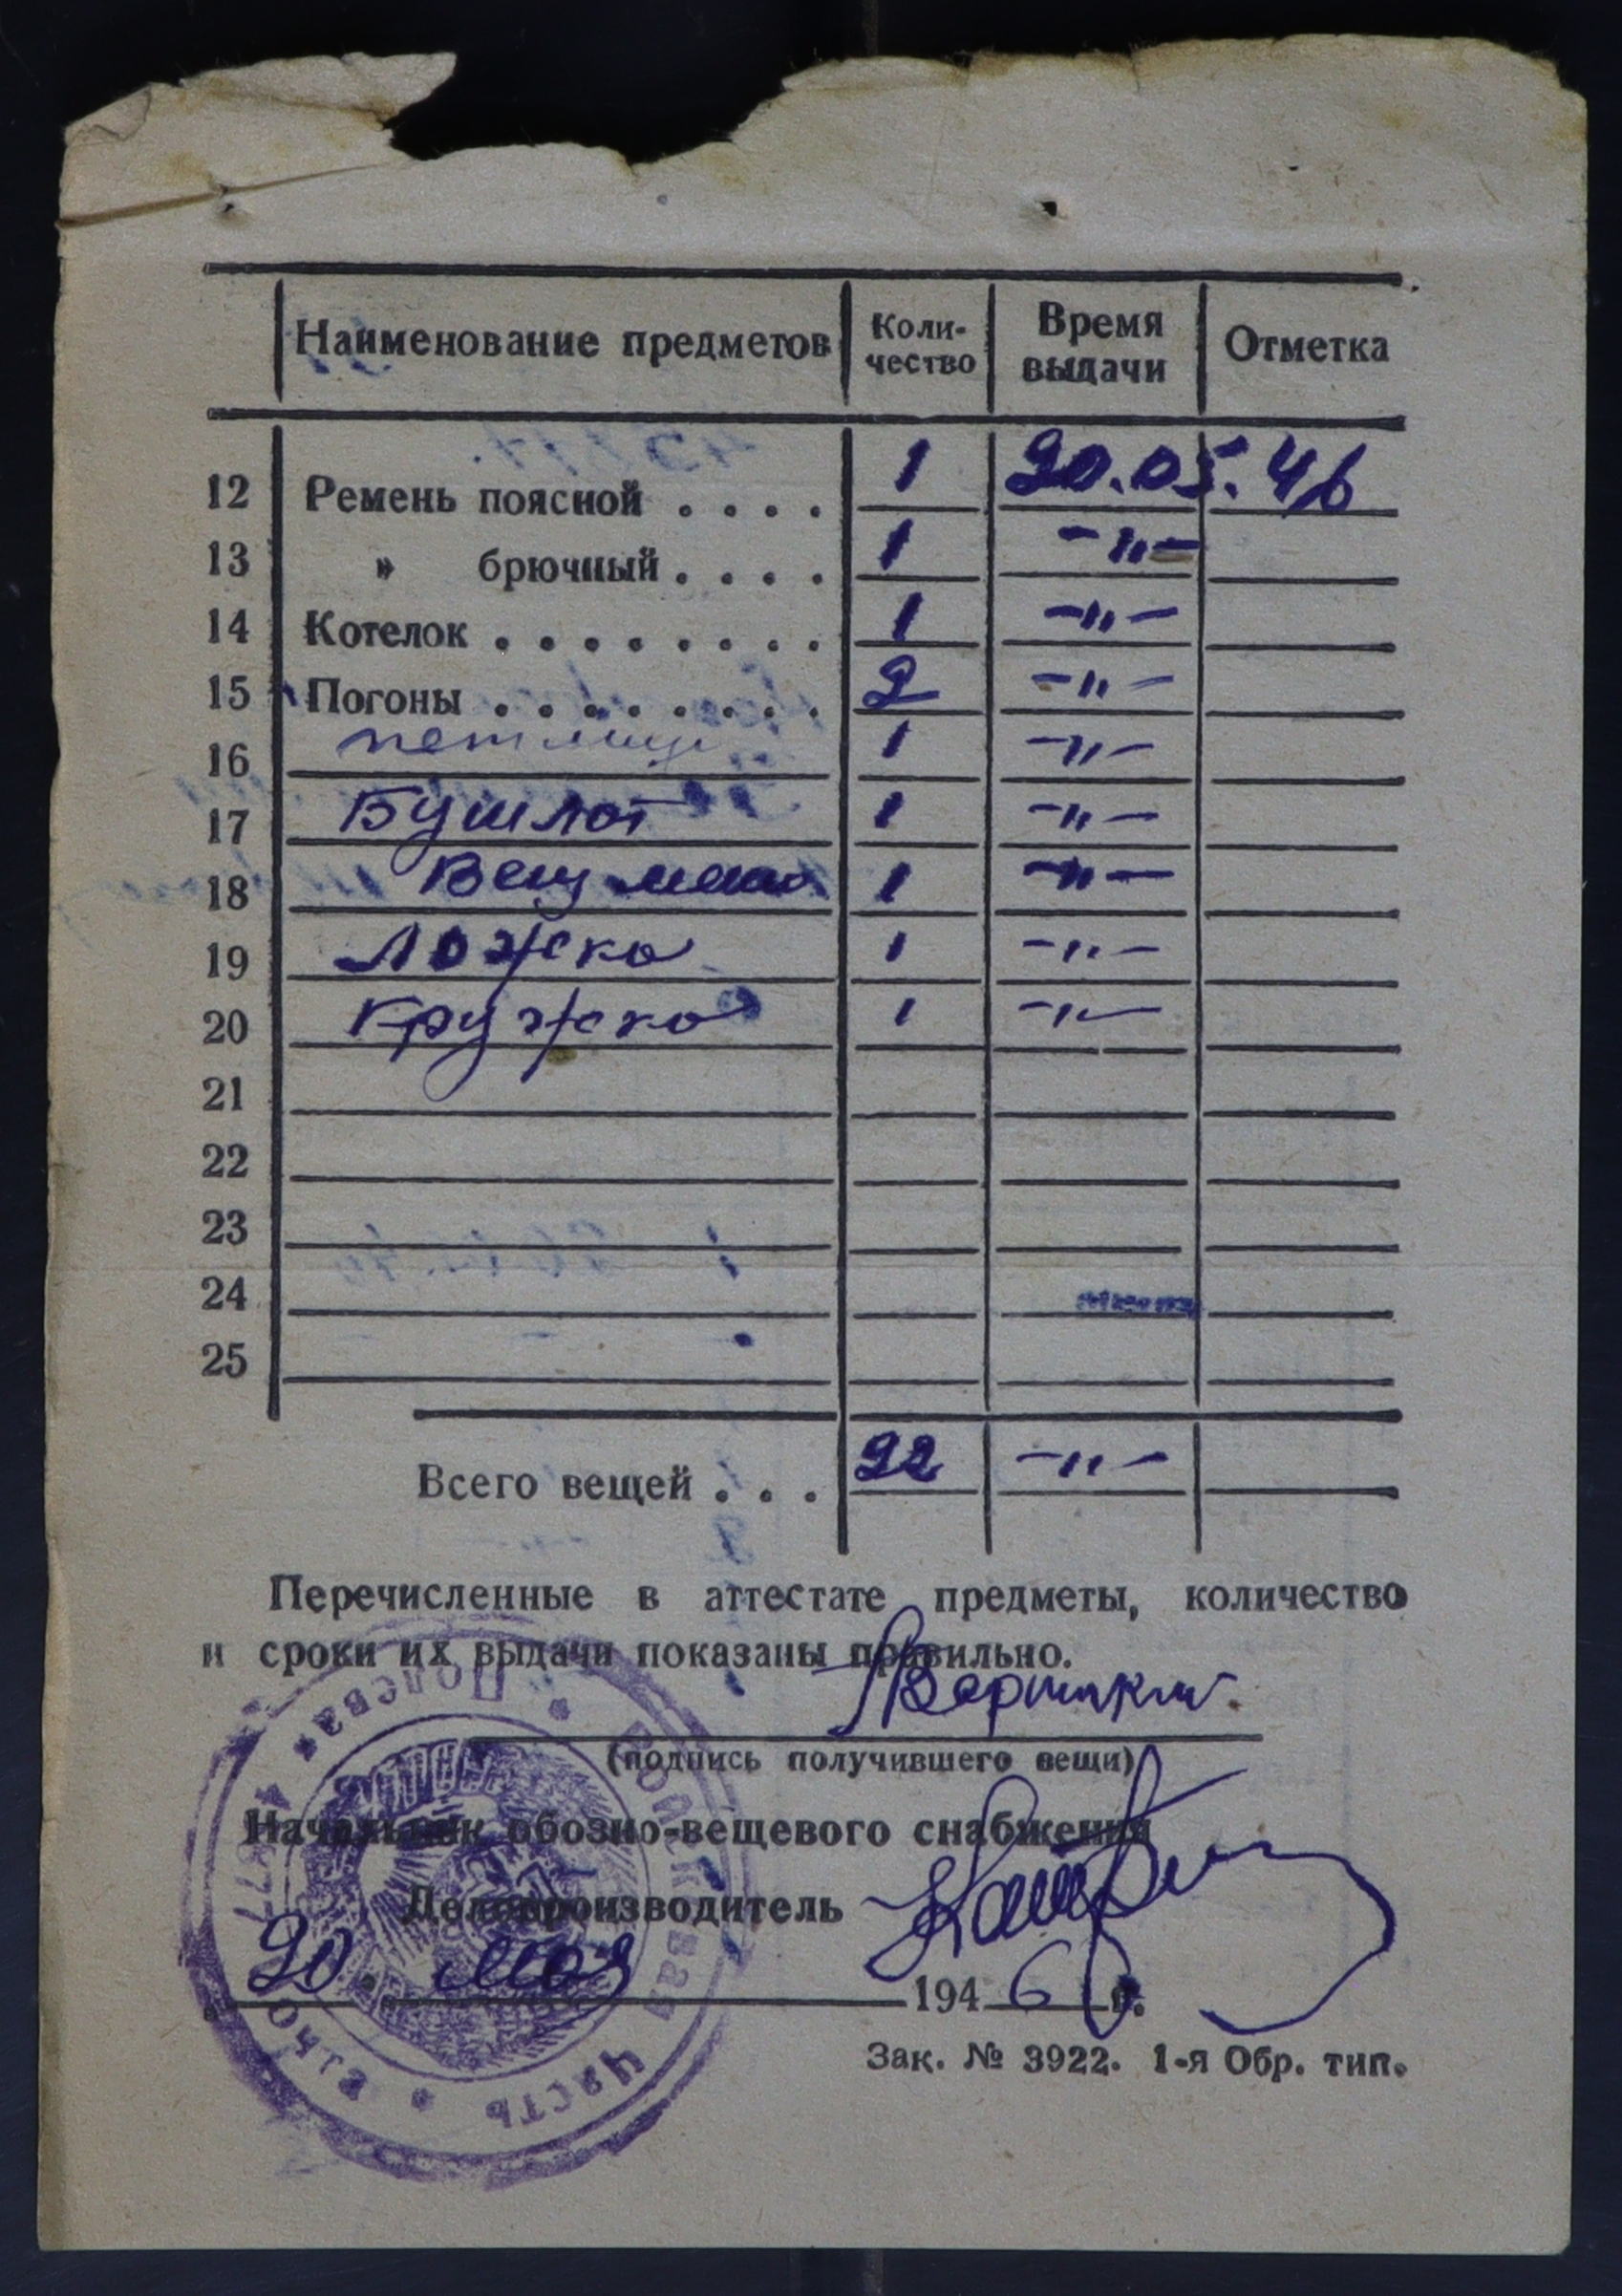 Наименование предметов Коли-чество Время выдачи Отметка
12 Ремень поясной . . . . 1 20.05.46
13 » брючный . . . . 1 -"-
14 Котелок . . . . . . . . 1 -"-
15 Погоны . . . . . . . . 2 -"-
16 петлицы 1 -"-
17 Бушлат 1 -"-
18 Вещ мешок 1 -"-
19 Ложка 1 -"-
20 Кружка 1 -"-
21
22
23
24
25
Всего вещей . . . 22 -"-
Перечисленные в аттестате предметы, количество
и сроки их выдачи показаны правильно.
(подпись получившего вещи)
Начальник обозно-вещевого снабжения
Делопроизводитель
20 мая 1946 г.
Зак. № 3922. 1-я Обр. тип.
Полевая почта * Войсковая часть *